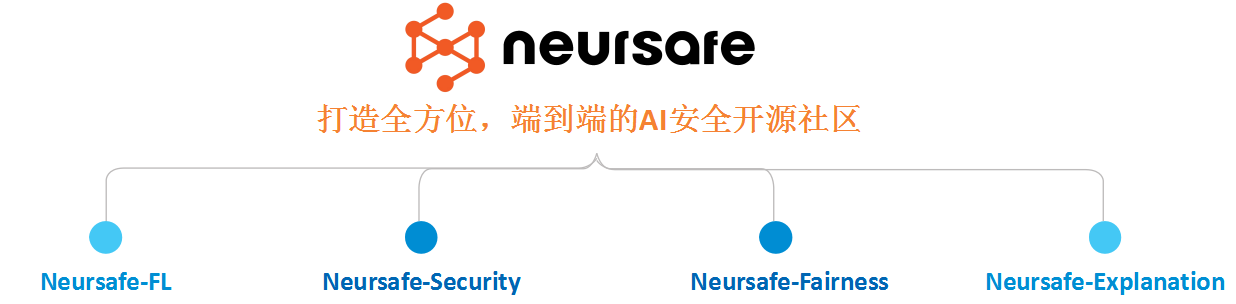 neursafe
打造全方位，端到端的AI安全开源社区
Neursafe-FL
Neursafe-Security
Neursafe-Fairness
Neursafe-Explanation